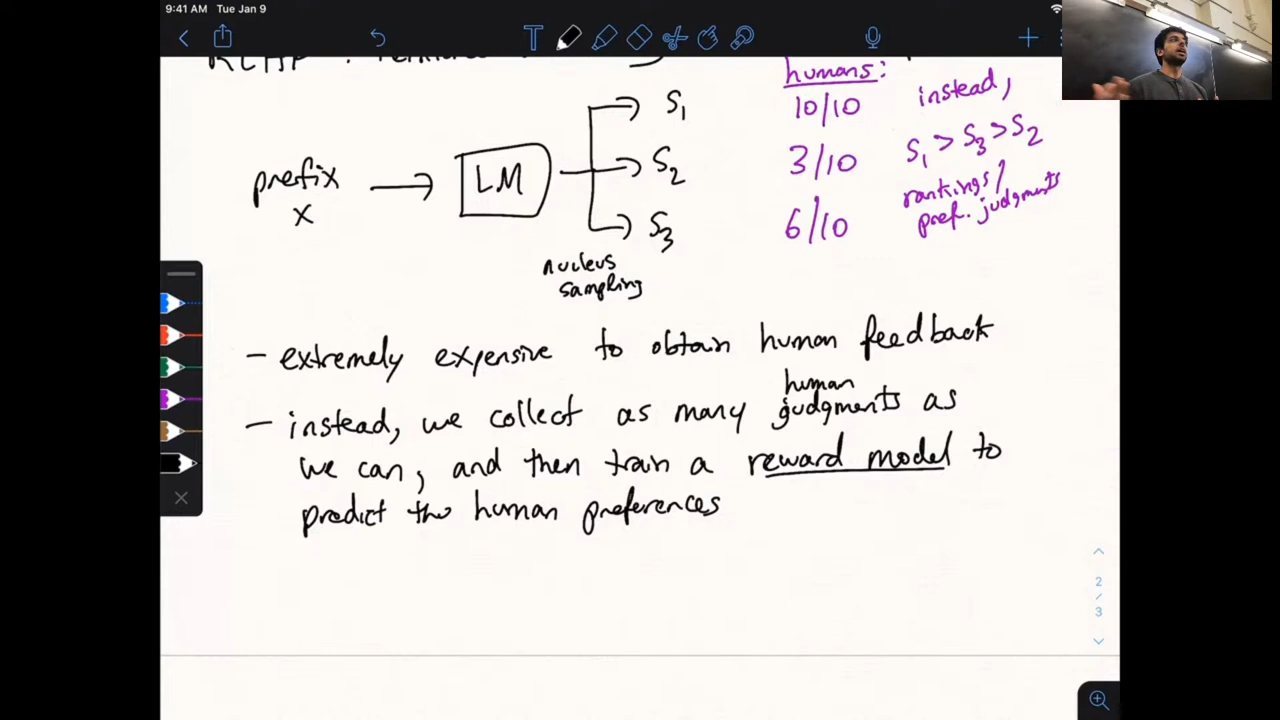 9:41 AM Tue Jan 9
RLHF :
humans:
prefix
x
LM
S1
S2
S3
nucleus
sampling
10/10
3/10
6/10
instead,
S1 > S3 > S2
rankings/
pref. judgments
- extremely expensive to obtain human feedback
human
- instead, we collect as many judgments as
we can, and then train a reward model to
predict the human preferences
2
/
3